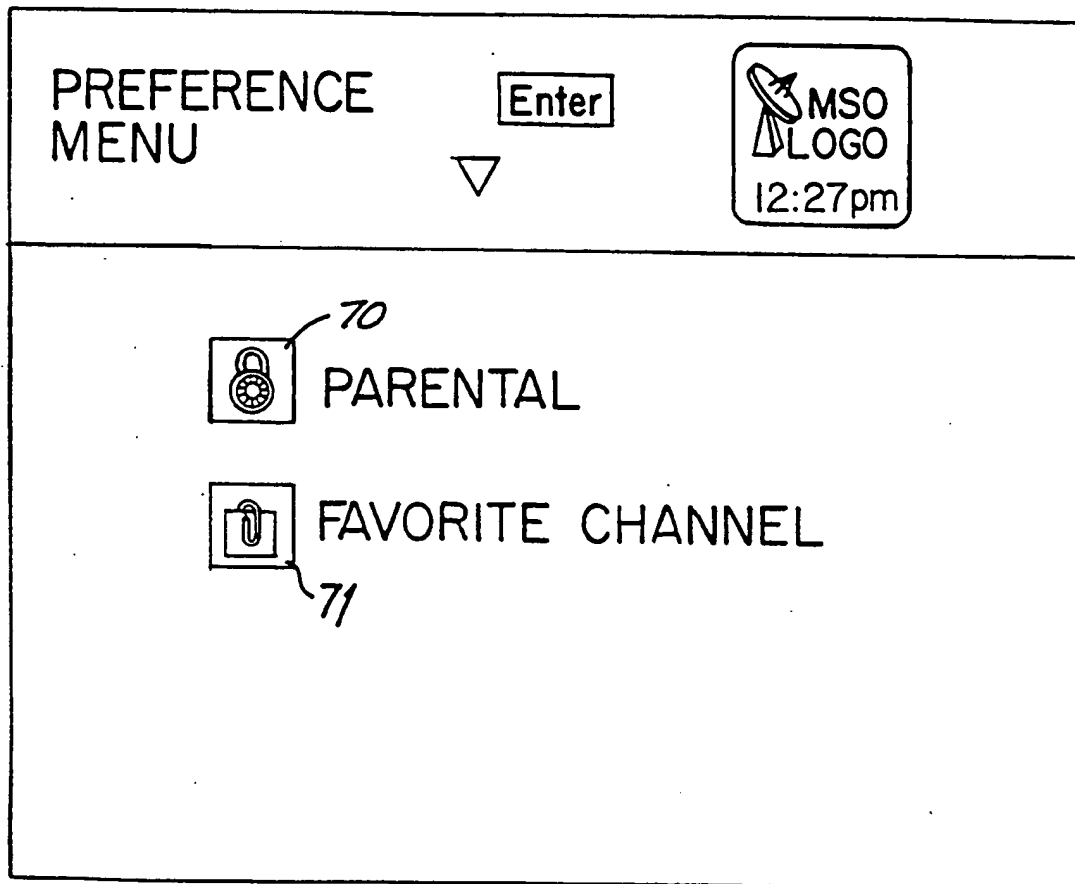 PREFERENCE
MENU
Enter
MSO
LOGO
12:27pm
70
PARENTAL
FAVORITE CHANNEL
71